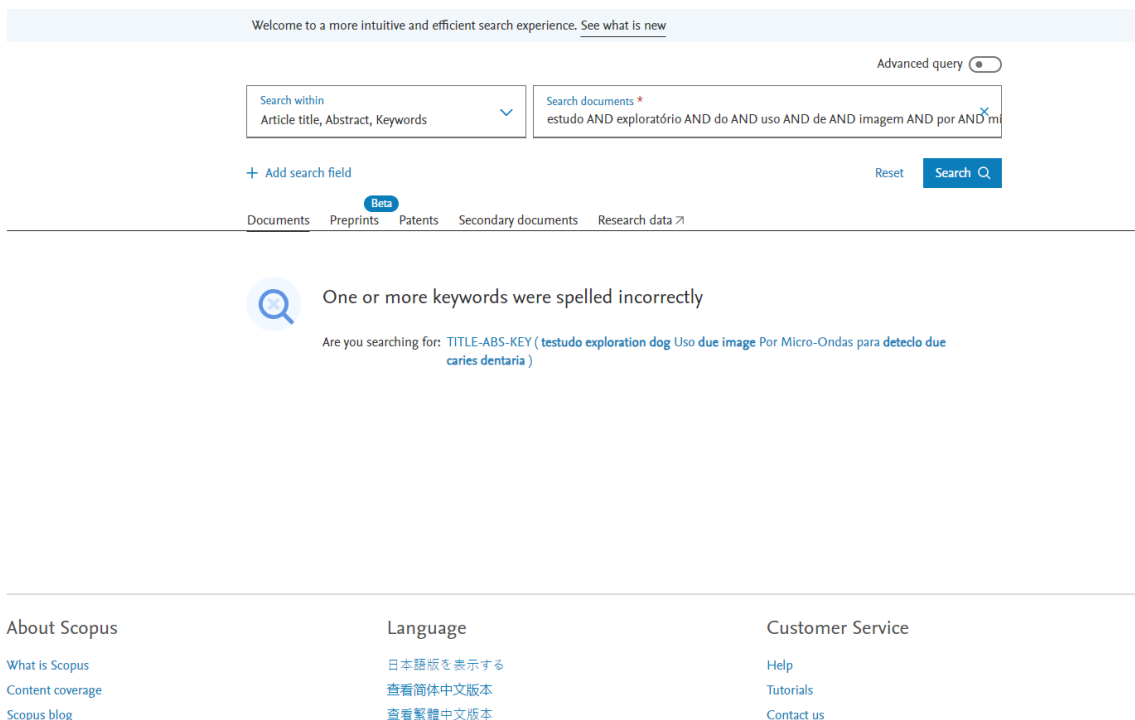 Welcome to a more intuitive and efficient search experience. See what is new
Advanced query
Search within
Article title, Abstract, Keywords
Search documents *
estudo AND exploratório AND do AND uso AND de AND imagem AND por AND mi
+ Add search field
Reset
Search
Beta
Documents Preprints Patents Secondary documents Research data
One or more keywords were spelled incorrectly
Are you searching for: TITLE-ABS-KEY ( testudo exploration dog Uso due image Por Micro-Ondas para deteclo due
caries dentaria )
About Scopus
What is Scopus
Content coverage
Scopus blog
Language
日本語版を表示する
查看简体中文版本
查看繁體中文版本
Customer Service
Help
Tutorials
Contact us